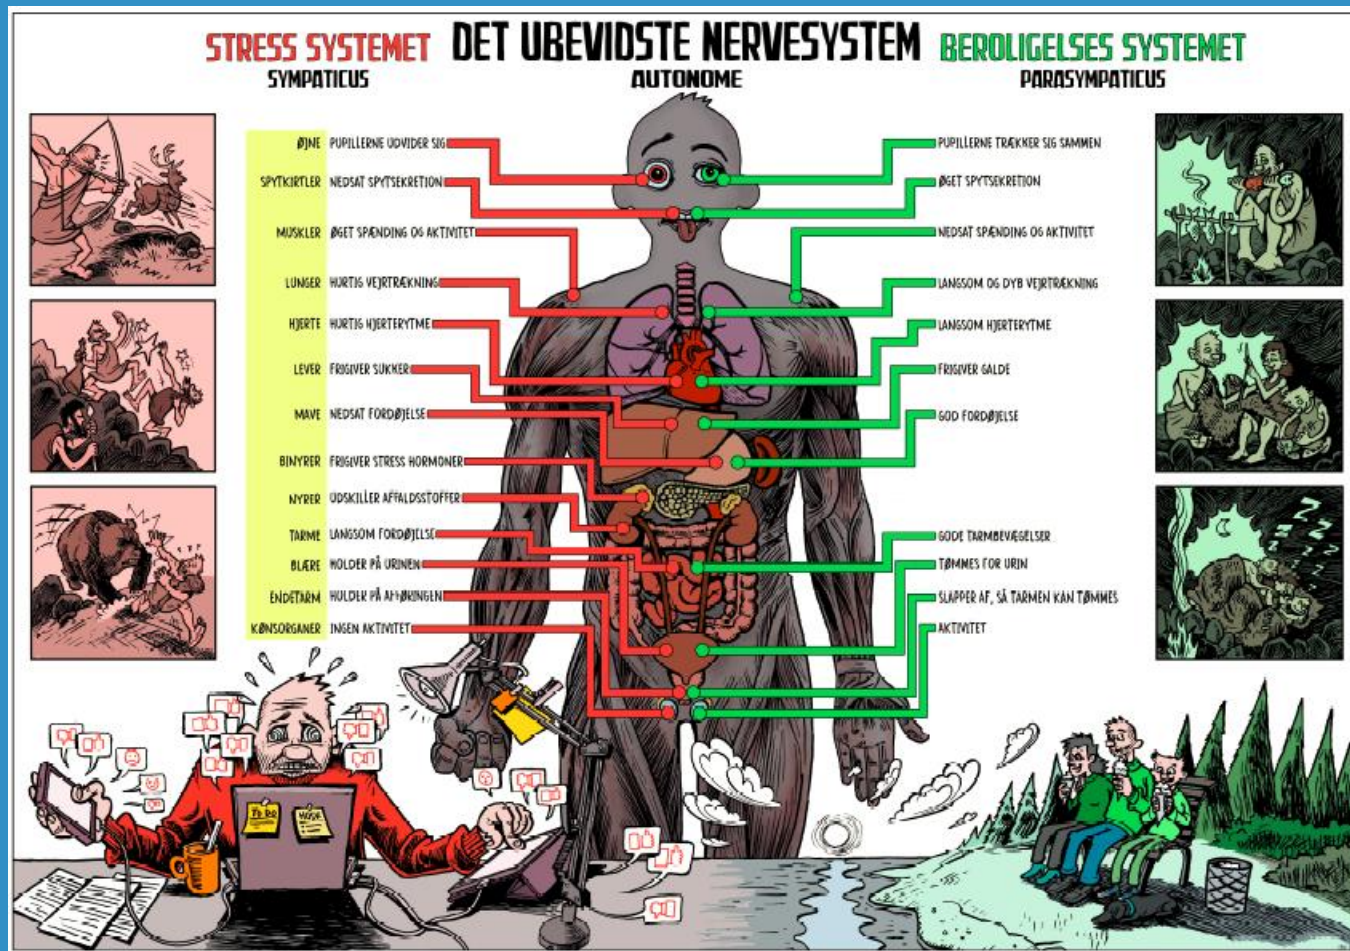 STRESS SYSTEMET
SYMPATICUS
DET UBEVIDSTE NERVESYSTEM
AUTONOME
BEROLIGELSES SYSTEMET
PARASYMPATICUS
ØJNE PUPILLERNE UDVIDER SIG
PUPILLERNE TRÆKKER SIG SAMMEN
SPYTKIRTLER NEDSAT SPYTSEKRETION
ØGET SPYTSEKRETION
MUSKLER ØGET SPÆNDING OG AKTIVITET
NEDSAT SPÆNDING OG AKTIVITET
LUNGER HURTIG VEJRTRÆKNING
LANGSOM OG DYB VEJRTRÆKNING
HJERTE HURTIG HJERTERYTME
LANGSOM HJERTERYTME
LEVER FRIGIVER SUKKER
FRIGIVER GALDE
MAVE NEDSAT FORDØJELSE
GOD FORDØJELSE
BINYRER FRIGIVER STRESS HORMONER
NYRER UDSKILLER AFFALDSSTOFFER
TARME LANGSOM FORDØJELSE
GODE TARMBEVÆGELSER
BLÆRE HOLDER PÅ URINEN
TØMMES FOR URIN
ENDETARM HOLDER PÅ AFFØRINGEN
SLAPPER AF, SÅ TARMEN KAN TØMMES
KØNSORGANER INGEN AKTIVITET
AKTIVITET
TO DO